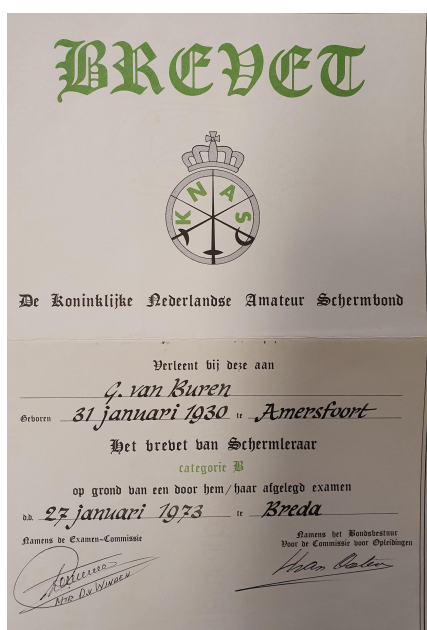 BREVET
KNAS
De Koninklijke Nederlandse Amateur Schermbond
Verleent bij deze aan
G. van Buren
Geboren 31 januari 1930 te Amersfoort
Het brevet van Schermleraar
categorie B
op grond van een door hem/haar afgelegd examen
d.d. 27 januari 1973 te Breda
Namens de Examen-Commissie
Namens het Bondsbestuur
Voor de Commissie voor Opleidingen